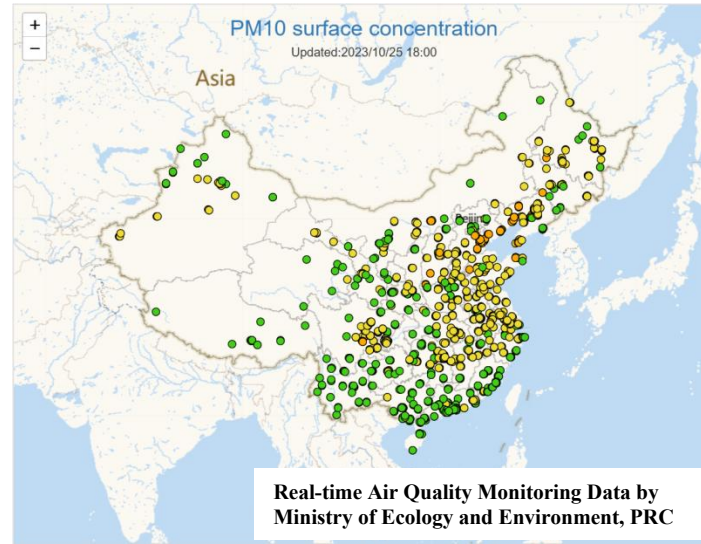 +
−
PM10 surface concentration
Updated:2023/10/25 18:00
Asia
Beijing
Real-time Air Quality Monitoring Data by
Ministry of Ecology and Environment, PRC